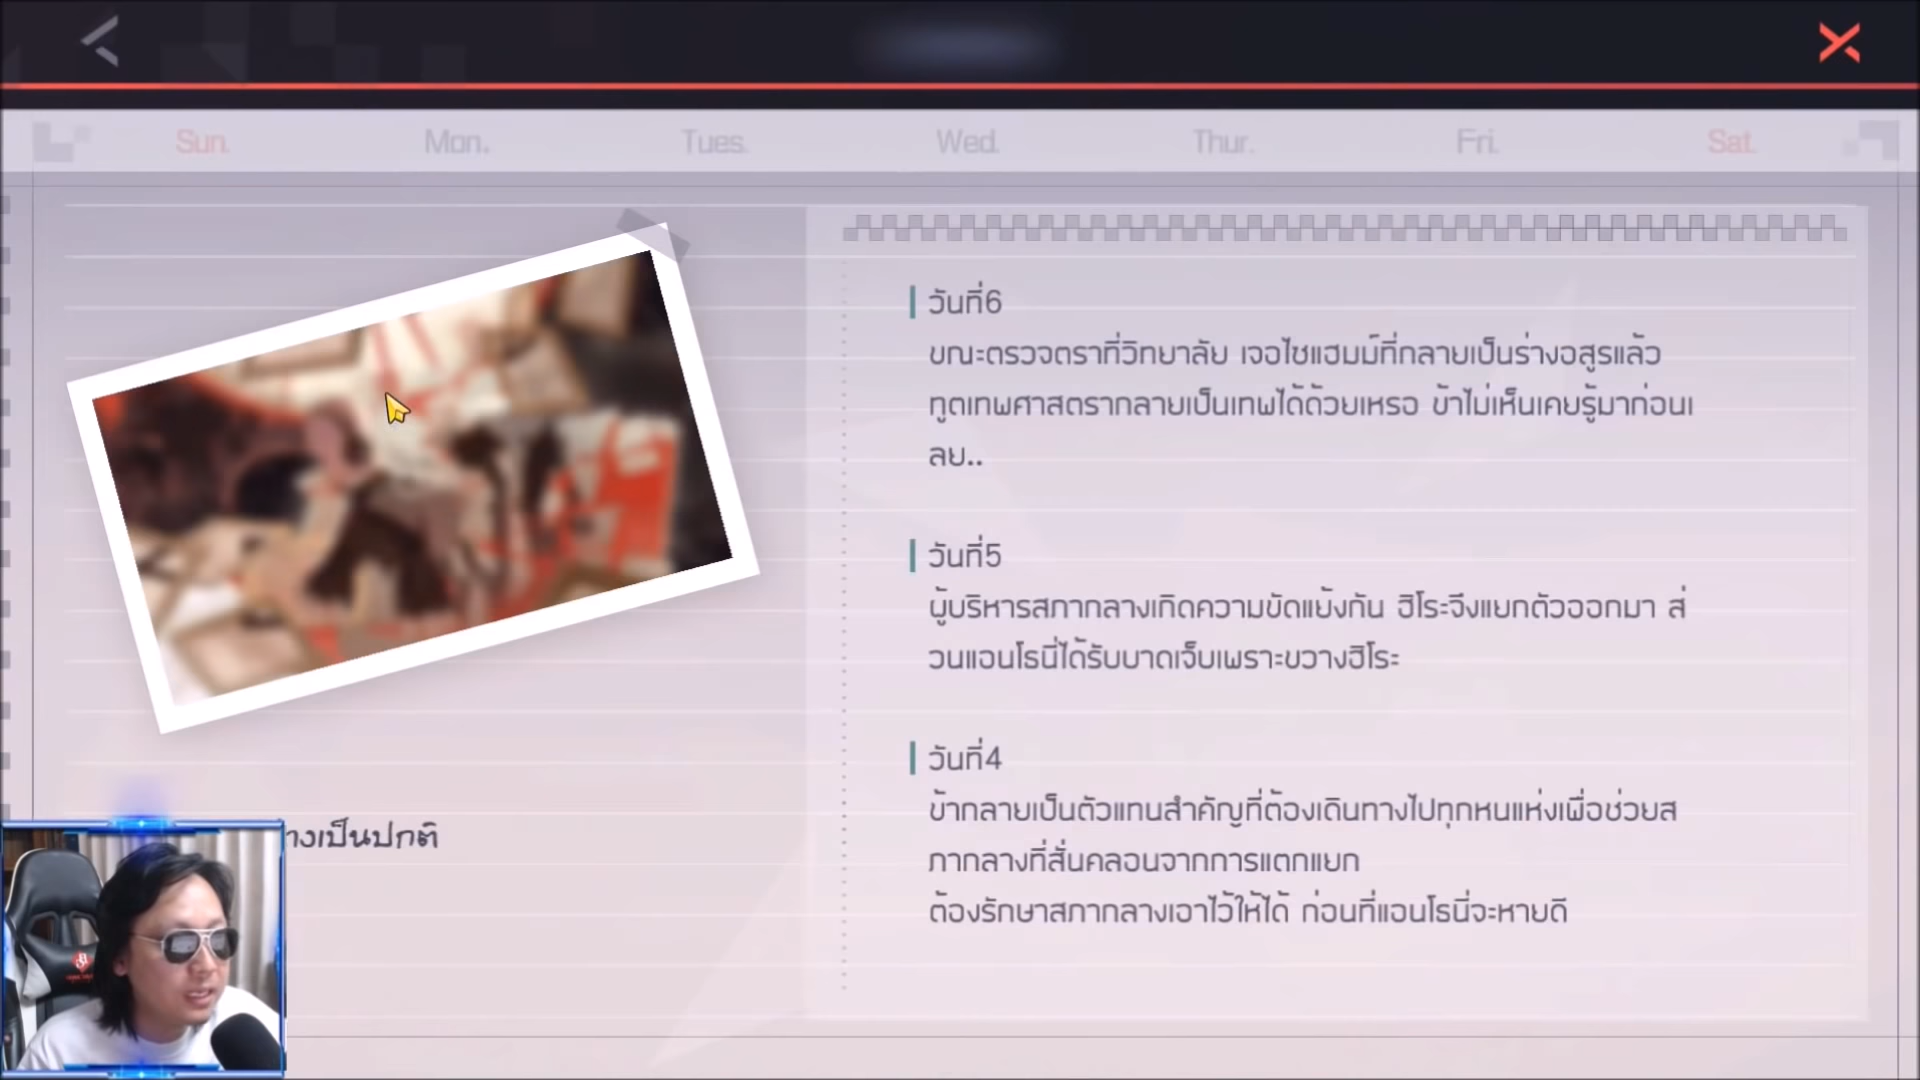 Sun. Mon. Tues. Wed. Thur. Fri. Sat.
วันที่6
ขณะตรวจตราที่วิทยาลัย เจอไซแฮมม์ที่กลายเป็นร่างอสูรแล้ว
ทูตเทพศาสตรากลายเป็นเทพได้ด้วยเหรอ ข้าไม่เห็นเคยรู้มาก่อนเ
ลย..
วันที่5
ผู้บริหารสภากลางเกิดความขัดแย้งกัน ฮิโระจึงแยกตัวออกมา ส่
วนแอนโธนี่ได้รับบาดเจ็บเพราะขวางฮิโระ
วันที่4
ข้ากลายเป็นตัวแทนสำคัญที่ต้องเดินทางไปทุกหนแห่งเพื่อช่วยส
ภากลางที่สั่นคลอนจากการแตกแยก
ต้องรักษาสภากลางเอาไว้ให้ได้ ก่อนที่แอนโธนี่จะหายดี
างเป็นปกติ